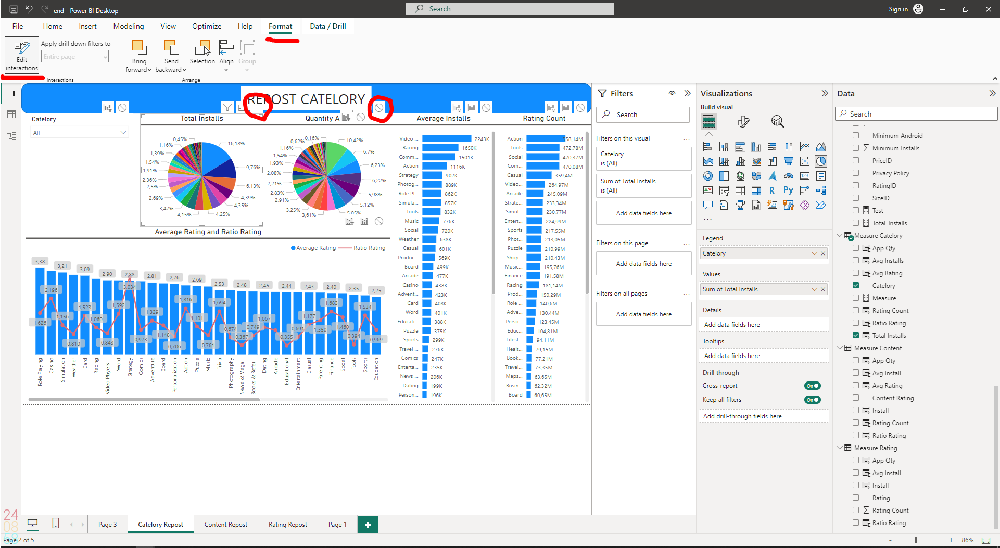 end - Power BI Desktop
Search
Sign in
File
Home
Insert
Modeling
View
Optimize
Help
Format
Data / Drill
Edit
interactions
Apply drill down filters to
Entire page
Interactions
Bring
forward
Send
backward
Selection
Align
Group
Arrange
REPOST CATELORY
Catelory
All
Total Installs
0,45%
1,16%
1,39%
1,54%
1,91%
2,36%
2,5%
2,69%
3,47%
4,15%
16,18%
9,76%
6,13%
4,39%
4,35%
4,25%
Quantity A
0,16%
0,62%
1,16%
1,54%
1,93%
2,08%
2,21%
2,83%
2,91%
3,25%
3,61%
10,42%
6,7%
6,23%
6,22%
5,98%
5,12%
5,05%
Average Installs
Video ... 2243K
Racing 1650K
Comm... 1501K
Action 1116K
Strategy 902K
Photog... 889K
Role Pl... 862K
Simula... 857K
Tools 832K
Music 776K
Social 720K
Weather 638K
Casual 601K
Produc... 569K
Board 499K
Arcade 477K
Casino 438K
Advent... 423K
Card 408K
Word 401K
Educati... 388K
Puzzle 375K
Sports 299K
Travel ... 276K
Comics 247K
Enterta... 235K
News ... 206K
Dating 199K
Person... 196K
Rating Count
Action 558,14M
Tools 472,78M
Social 470,37M
Com... 470,08M
Casual 359,4M
Video... 264,97M
Arcade 245,09M
Strate... 233,34M
Simul... 230,77M
Entert... 224,99M
Sports 217,55M
Phot... 213,05M
Puzzle 210,99M
Shop... 210,43M
Music... 195,76M
Finance 191,58M
Racing 181,14M
Prod... 150,29M
Role ... 140,6M
Adve... 130,44M
Perso... 123,45M
Educ... 104,81M
Lifest... 94,11M
Healt... 79,15M
Book... 77,21M
Travel... 73,35M
Maps... 63,65M
Busin... 62,32M
Board 60,65M
Average Rating and Ratio Rating
Average Rating
Ratio Rating
3,38
3,21
3,09
2,90
2,88
2,81
2,76
2,69
2,53
2,48
2,45
2,44
2,43
2,40
2,35
2,25
1,626
2,196
1,156
0,810
1,523
1,060
0,843
1,592
3,034
0,973
1,329
1,148
0,706
1,816
1,101
0,761
1,694
0,674
0,367
0,749
1,067
0,355
0,691
1,177
1,350
1,683
1,460
0,394
1,534
0,969
Role Playing
Casino
Simulation
Weather
Card
Racing
Video Players ...
Word
Strategy
Comics
Adventure
Board
Personalization
Action
Puzzle
Music
Trivia
Photography
News & Maga...
Books & Refer...
Dating
Arcade
Educational
Entertainment
Casual
Parenting
Finance
Social
Tools
Sports
Education
Filters
Search
Filters on this visual
Catelory
is (All)
Sum of Total Installs
is (All)
Add data fields here
Filters on this page
Add data fields here
Filters on all pages
Add data fields here
Visualizations
Build visual
R
Py
123
Legend
Catelory
Values
Sum of Total Installs
Details
Add data fields here
Tooltips
Add data fields here
Drill through
Cross-report
On
Keep all filters
On
Add drill-through fields here
Data
Search
Minimum Android
Minimum Installs
PriceID
Privacy Policy
RatingID
SizeID
Test
Total_Installs
Measure Catelory
App Qty
Avg Installs
Avg Rating
Catelory
Measure
Rating Count
Ratio Rating
Total Installs
Measure Content
App Qty
Avg Install
Avg Rating
Content Rating
Install
Rating Count
Ratio Rating
Measure Rating
App Qty
Avg Install
Install
Rating
Rating Count
Ratio Rating
24
08
Page 3
Catelory Repost
Content Repost
Rating Repost
Page 1
Page 2 of 5
86%